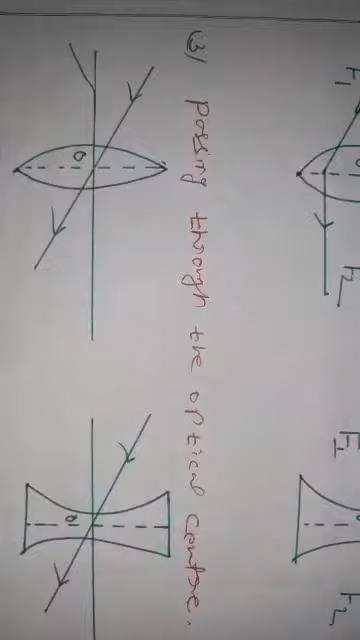 F1 F2 F1 F2
(3) Passing through the optical centre.
O O